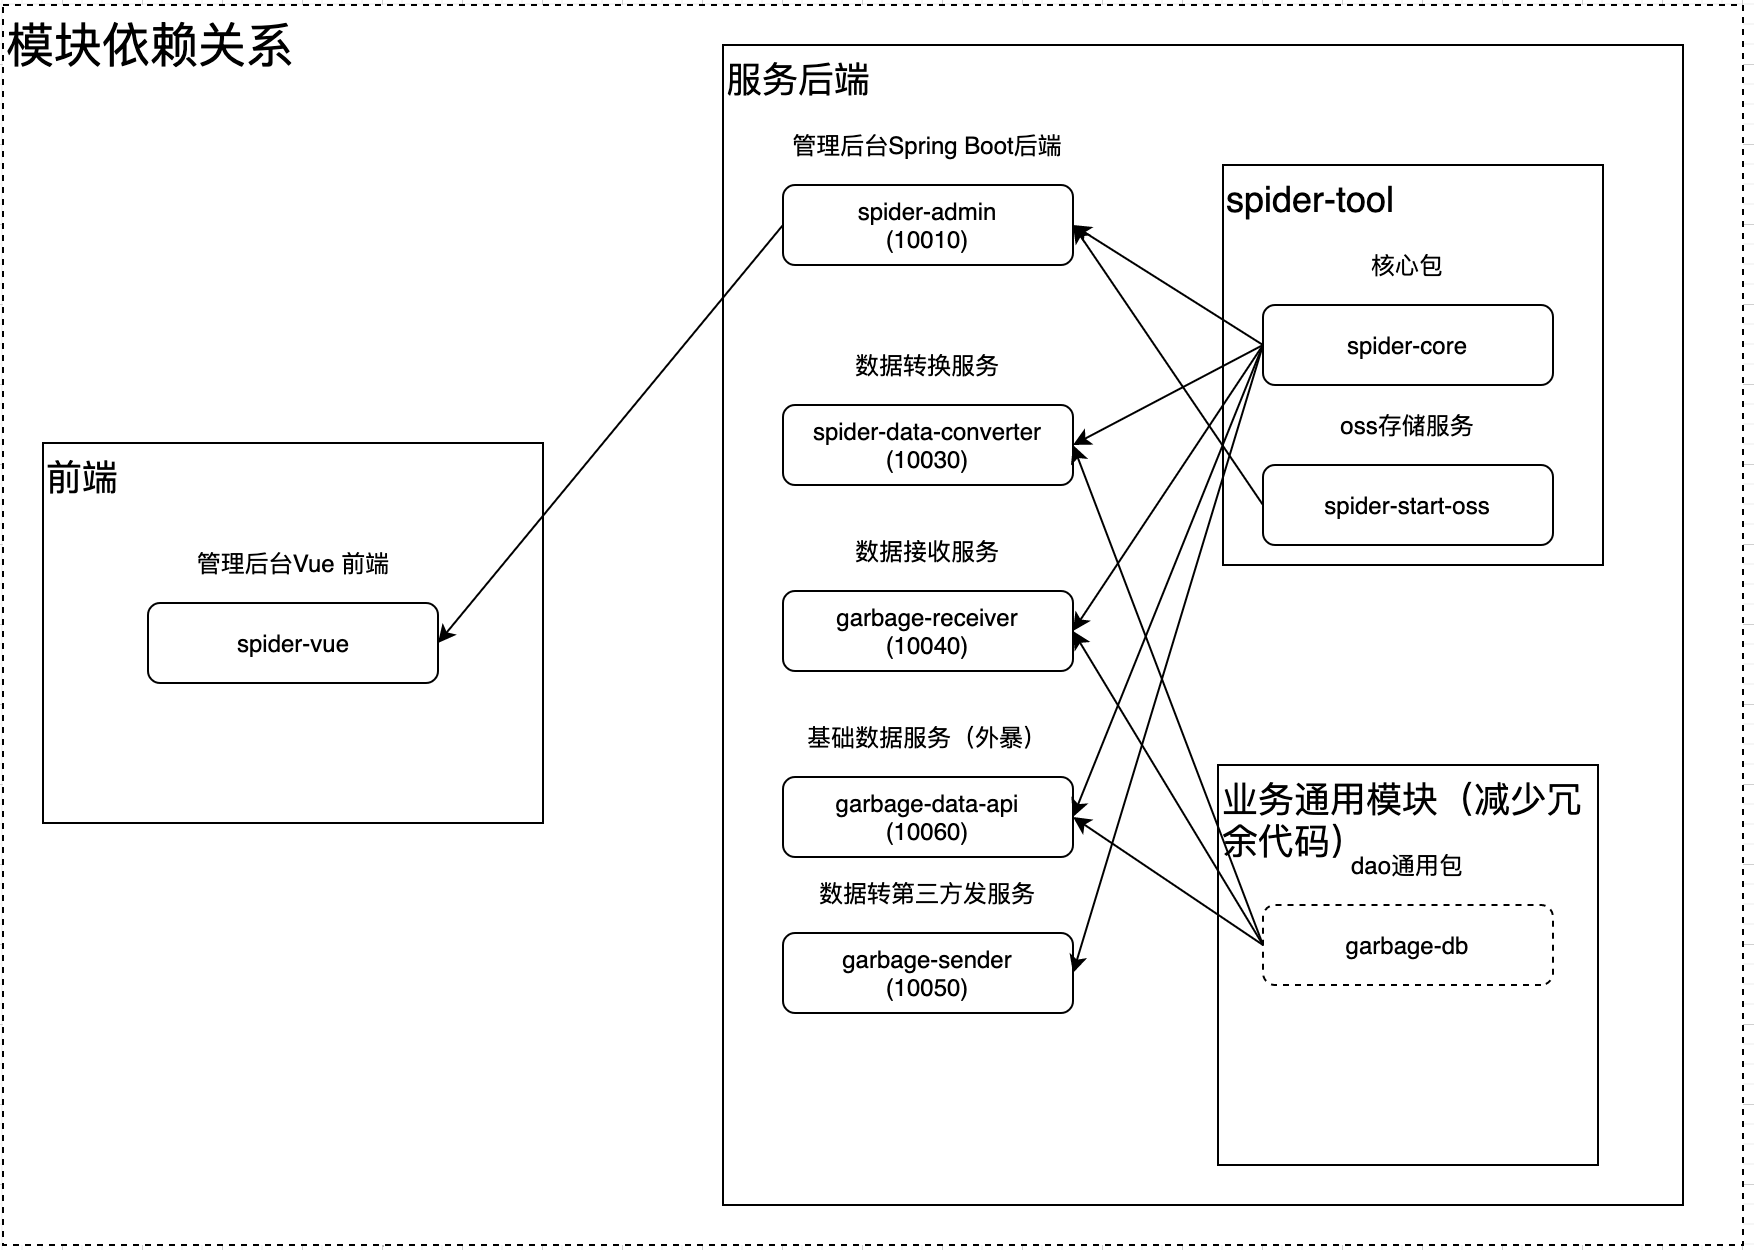 模块依赖关系
服务后端
管理后台Spring Boot后端
spider-admin
(10010)
数据转换服务
spider-data-converter
(10030)
数据接收服务
garbage-receiver
(10040)
基础数据服务（外暴）
garbage-data-api
(10060)
数据转第三方发服务
garbage-sender
(10050)
spider-tool
核心包
spider-core
oss存储服务
spider-start-oss
业务通用模块（减少冗
余代码）
dao通用包
garbage-db
前端
管理后台Vue 前端
spider-vue